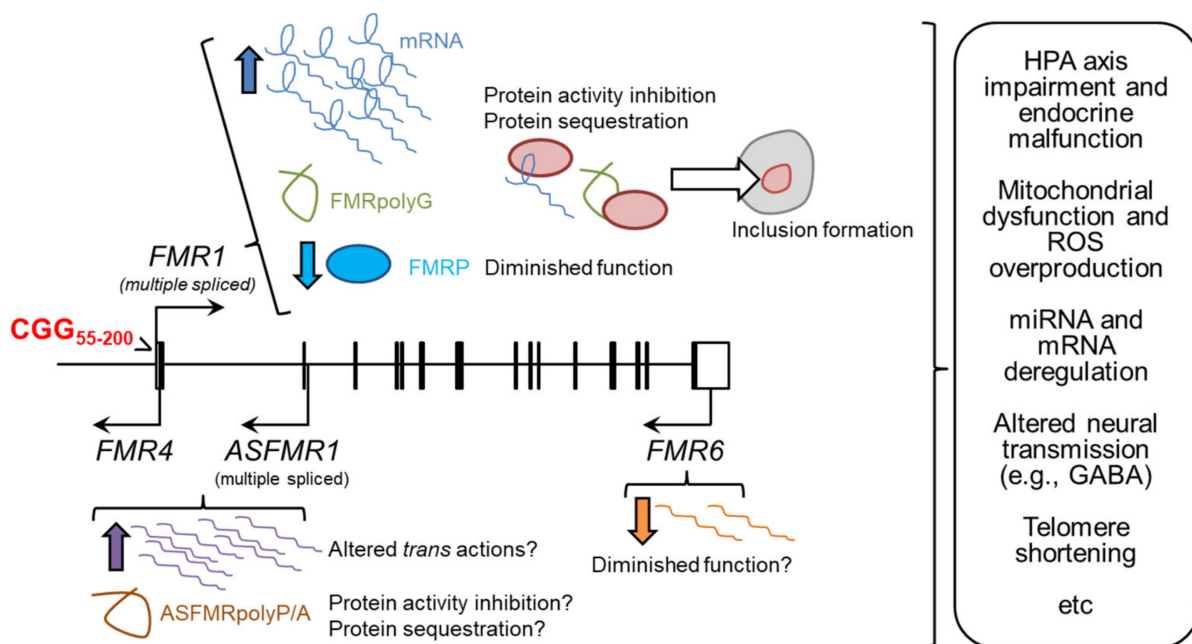 mRNA
Protein activity inhibition
Protein sequestration
FMRpolyG
Inclusion formation
FMR1
(multiple spliced)
FMRP Diminished function
CGG55-200
FMR4
ASFMR1
(multiple spliced)
FMR6
Altered trans actions?
Diminished function?
ASFMRpolyP/A
Protein activity inhibition?
Protein sequestration?
HPA axis
impairment and
endocrine
malfunction
Mitochondrial
dysfunction and
ROS
overproduction
miRNA and
mRNA
deregulation
Altered neural
transmission
(e.g., GABA)
Telomere
shortening
etc